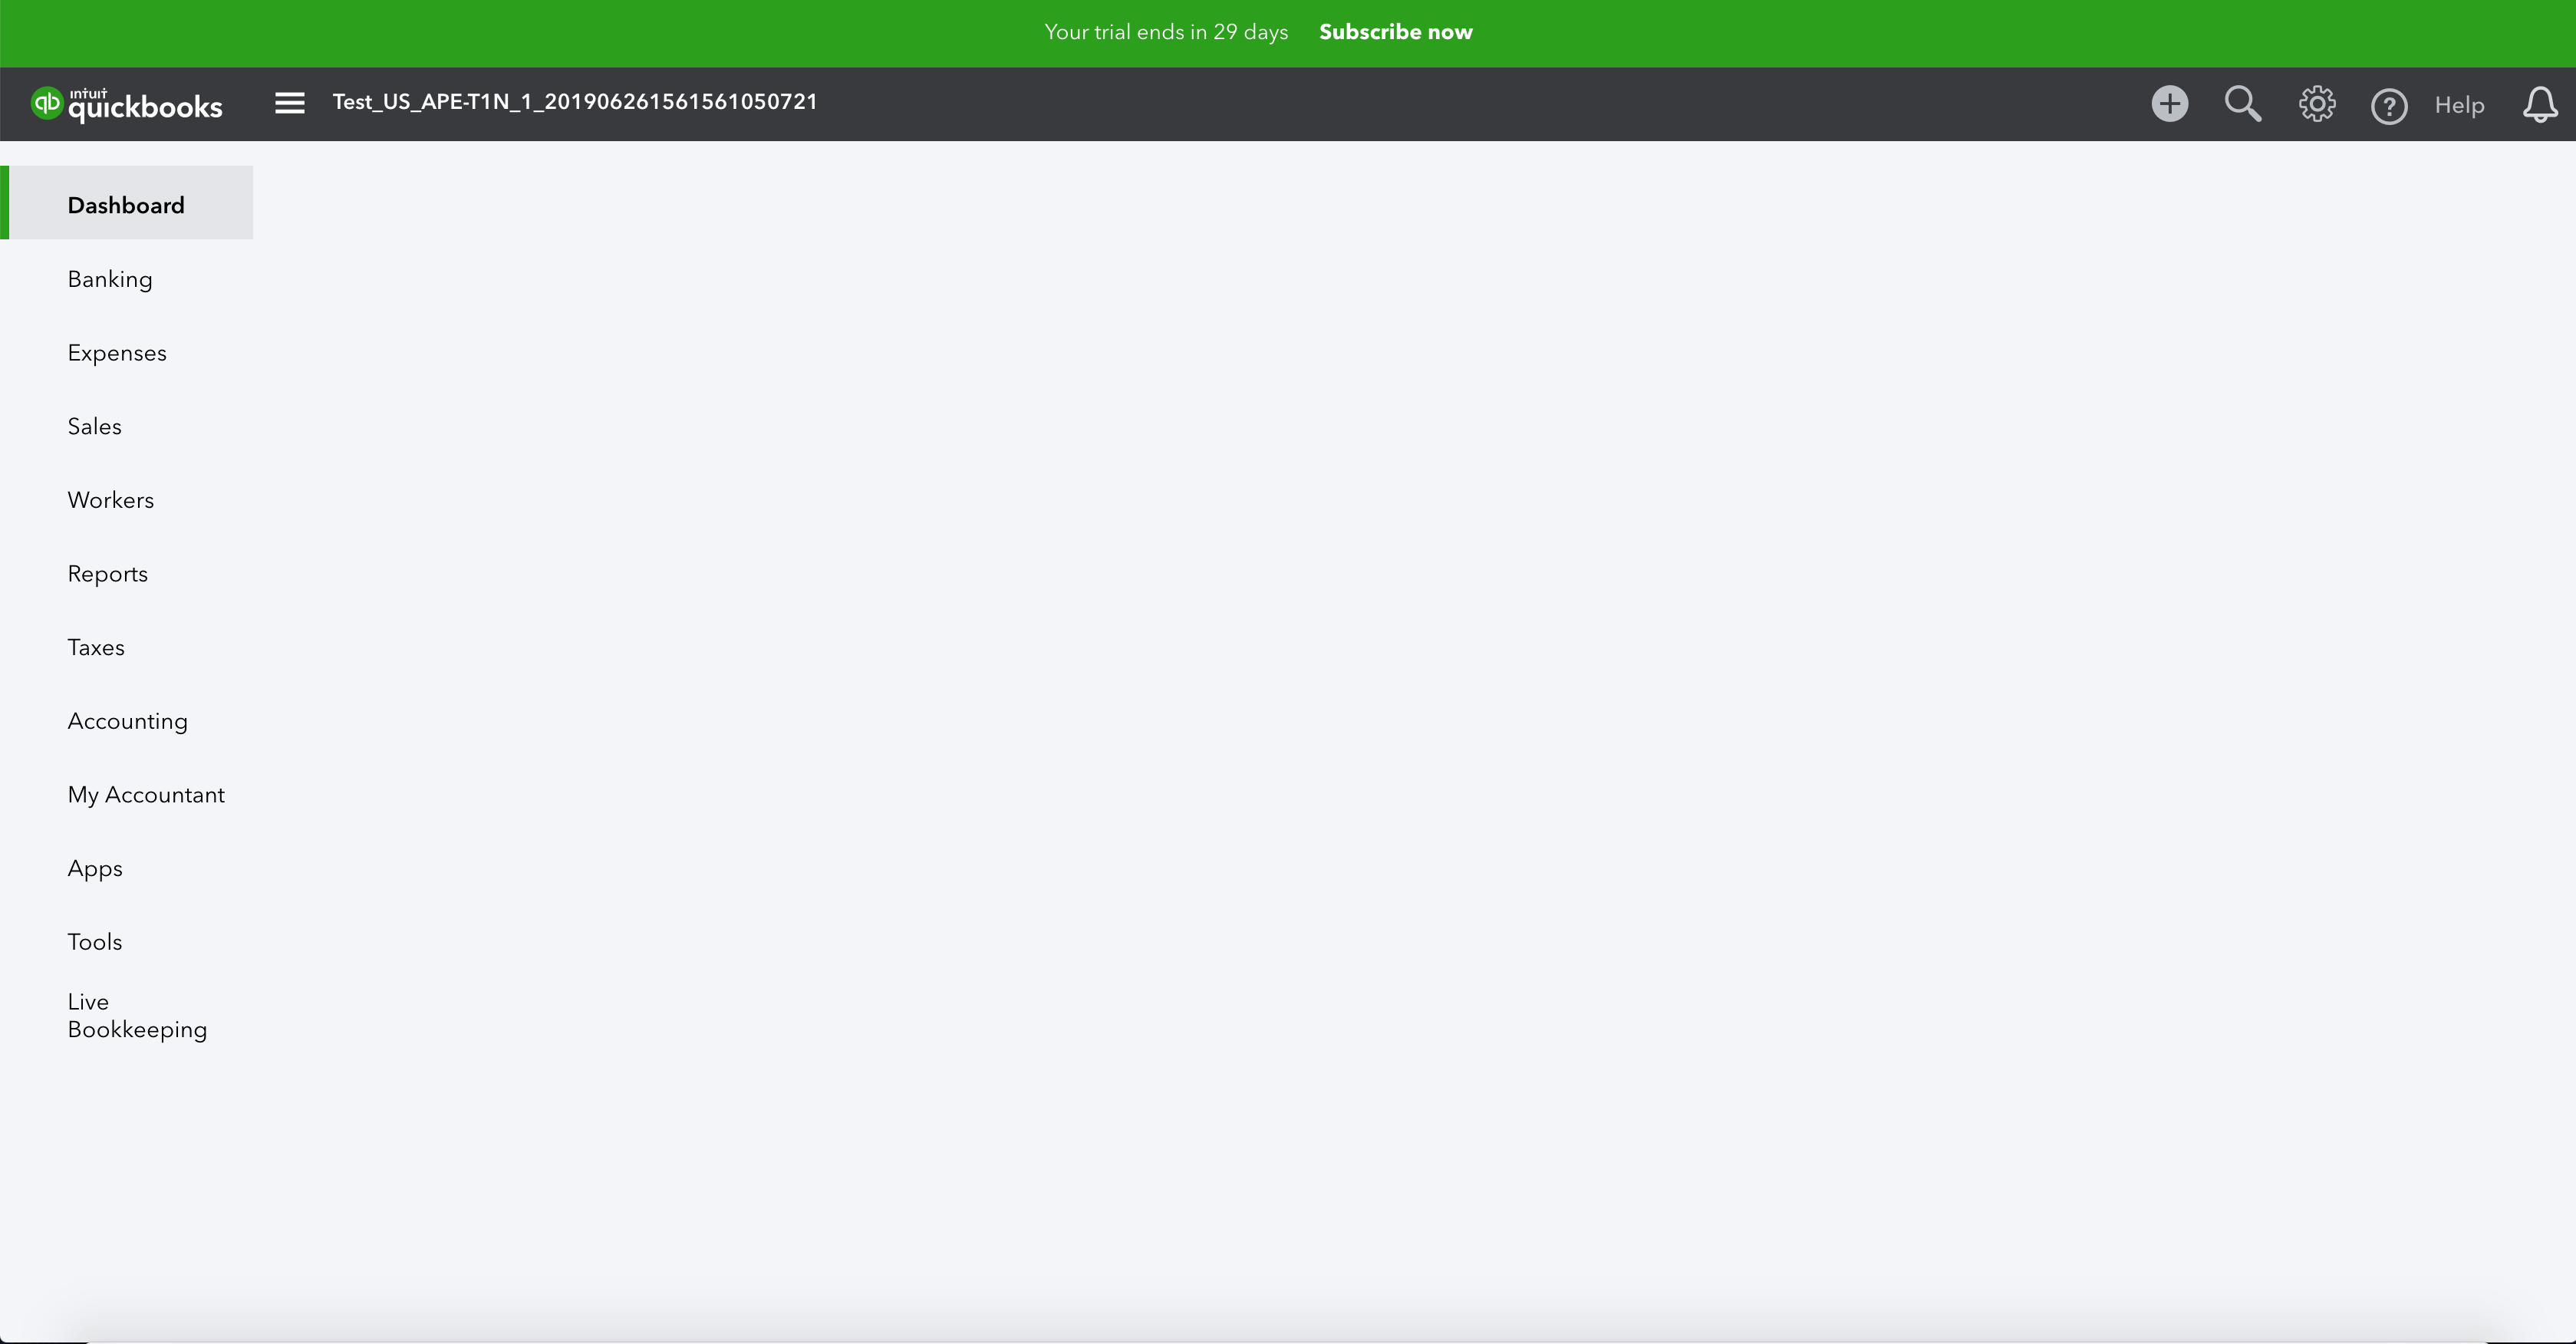 Your trial ends in 29 days Subscribe now
qb intuit quickbooks
Test_US_APE-T1N_1_201906261561561050721
? Help
Dashboard
Banking
Expenses
Sales
Workers
Reports
Taxes
Accounting
My Accountant
Apps
Tools
Live
Bookkeeping